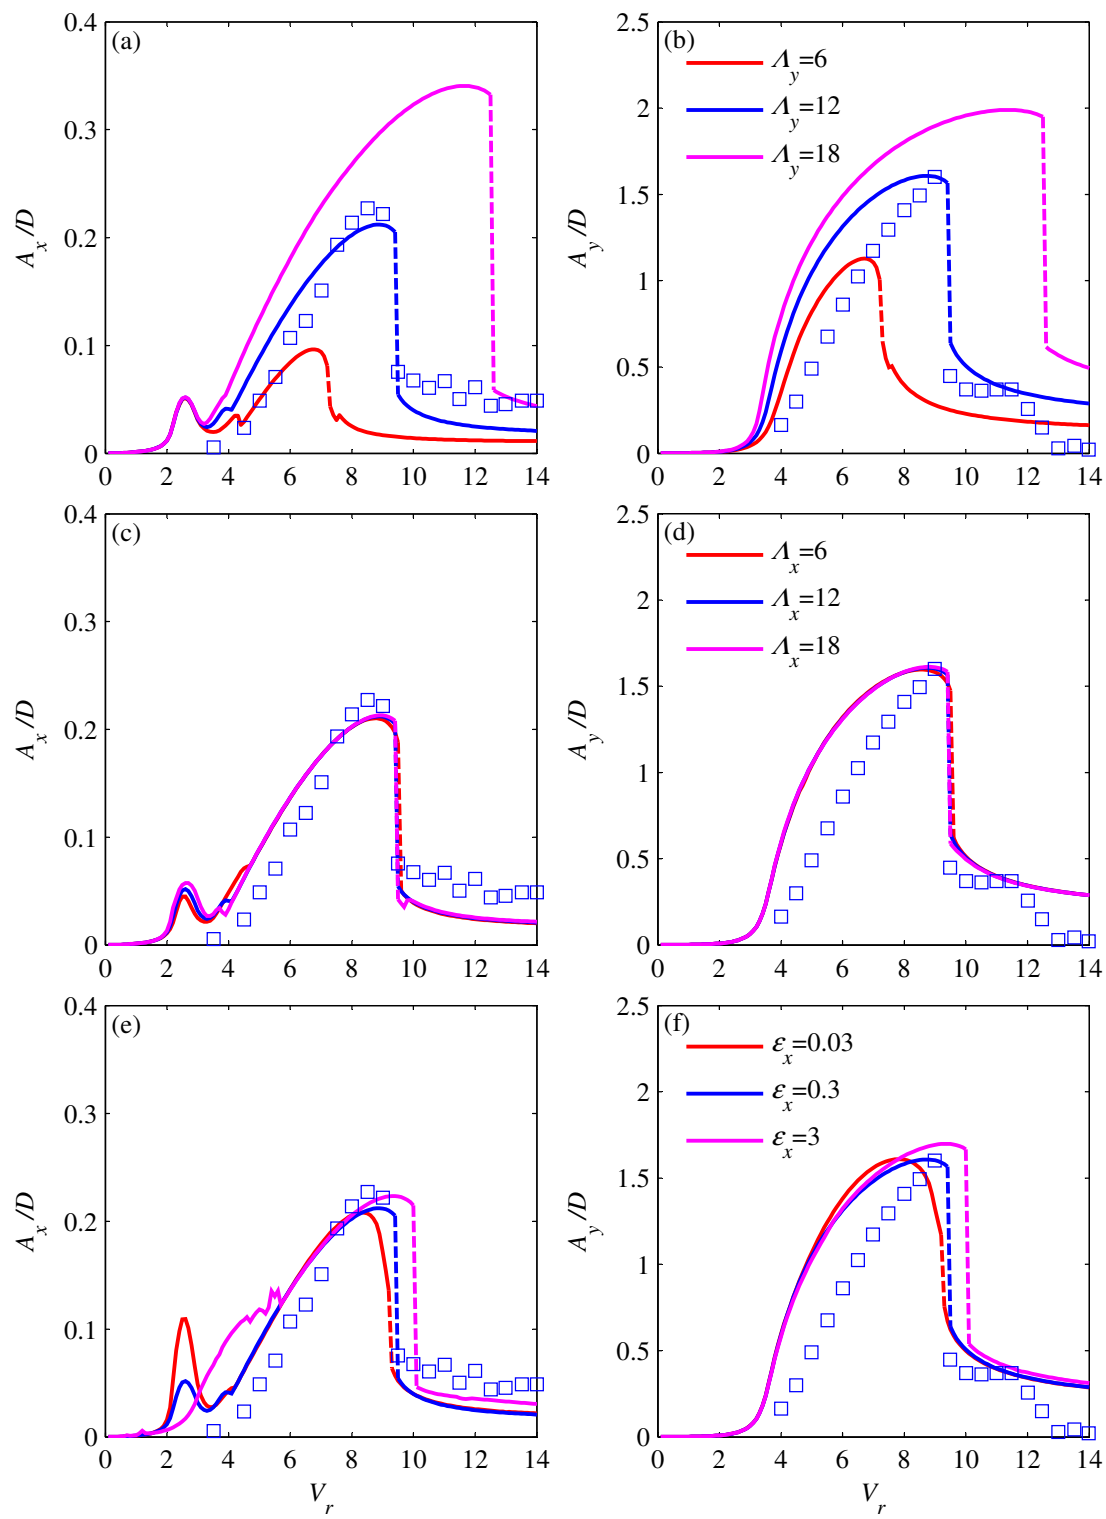 (a)
0.4
0.3
0.2
0.1
0
A_x/D
0 2 4 6 8 10 12 14
(b)
Λ_y=6
Λ_y=12
Λ_y=18
2.5
2
1.5
1
0.5
0
A_y/D
0 2 4 6 8 10 12 14
(c)
0.4
0.3
0.2
0.1
0
A_x/D
0 2 4 6 8 10 12 14
(d)
Λ_x=6
Λ_x=12
Λ_x=18
2.5
2
1.5
1
0.5
0
A_y/D
0 2 4 6 8 10 12 14
(e)
0.4
0.3
0.2
0.1
0
A_x/D
0 2 4 6 8 10 12 14
V_r
(f)
ε_x=0.03
ε_x=0.3
ε_x=3
2.5
2
1.5
1
0.5
0
A_y/D
0 2 4 6 8 10 12 14
V_r